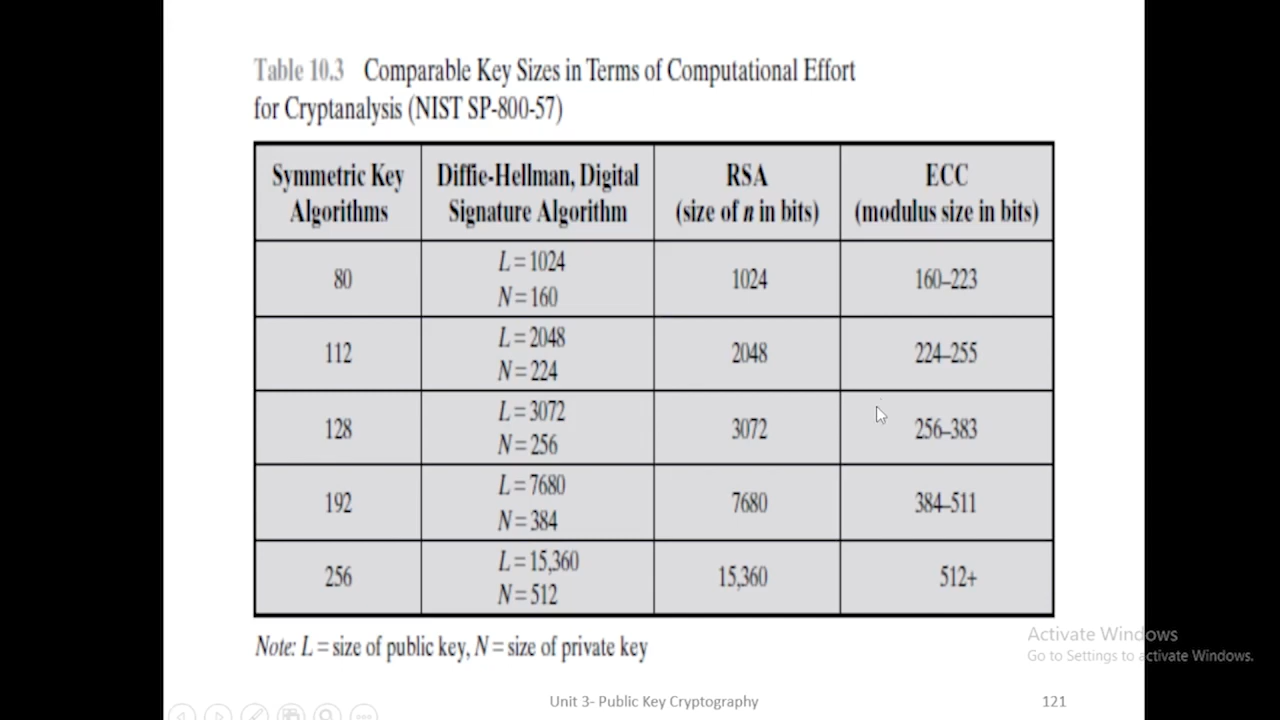 Table 10.3 Comparable Key Sizes in Terms of Computational Effort
for Cryptanalysis (NIST SP-800-57)
Symmetric Key Algorithms | Diffie-Hellman, Digital Signature Algorithm | RSA (size of n in bits) | ECC (modulus size in bits)
80 | L = 1024 N = 160 | 1024 | 160–223
112 | L = 2048 N = 224 | 2048 | 224–255
128 | L = 3072 N = 256 | 3072 | 256–383
192 | L = 7680 N = 384 | 7680 | 384–511
256 | L = 15,360 N = 512 | 15,360 | 512+
Note: L = size of public key, N = size of private key
Activate Windows
Go to Settings to activate Windows.
Unit 3- Public Key Cryptography
121